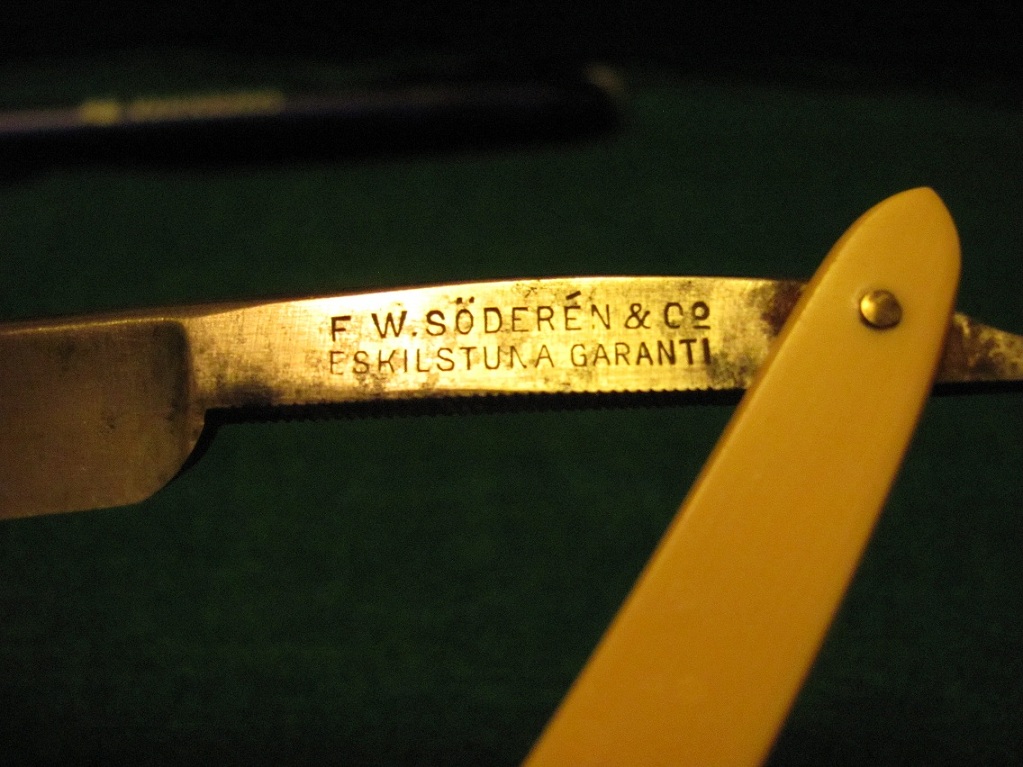 F. W. SÖDERÉN & Cº
ESKILSTUNA GARANTI